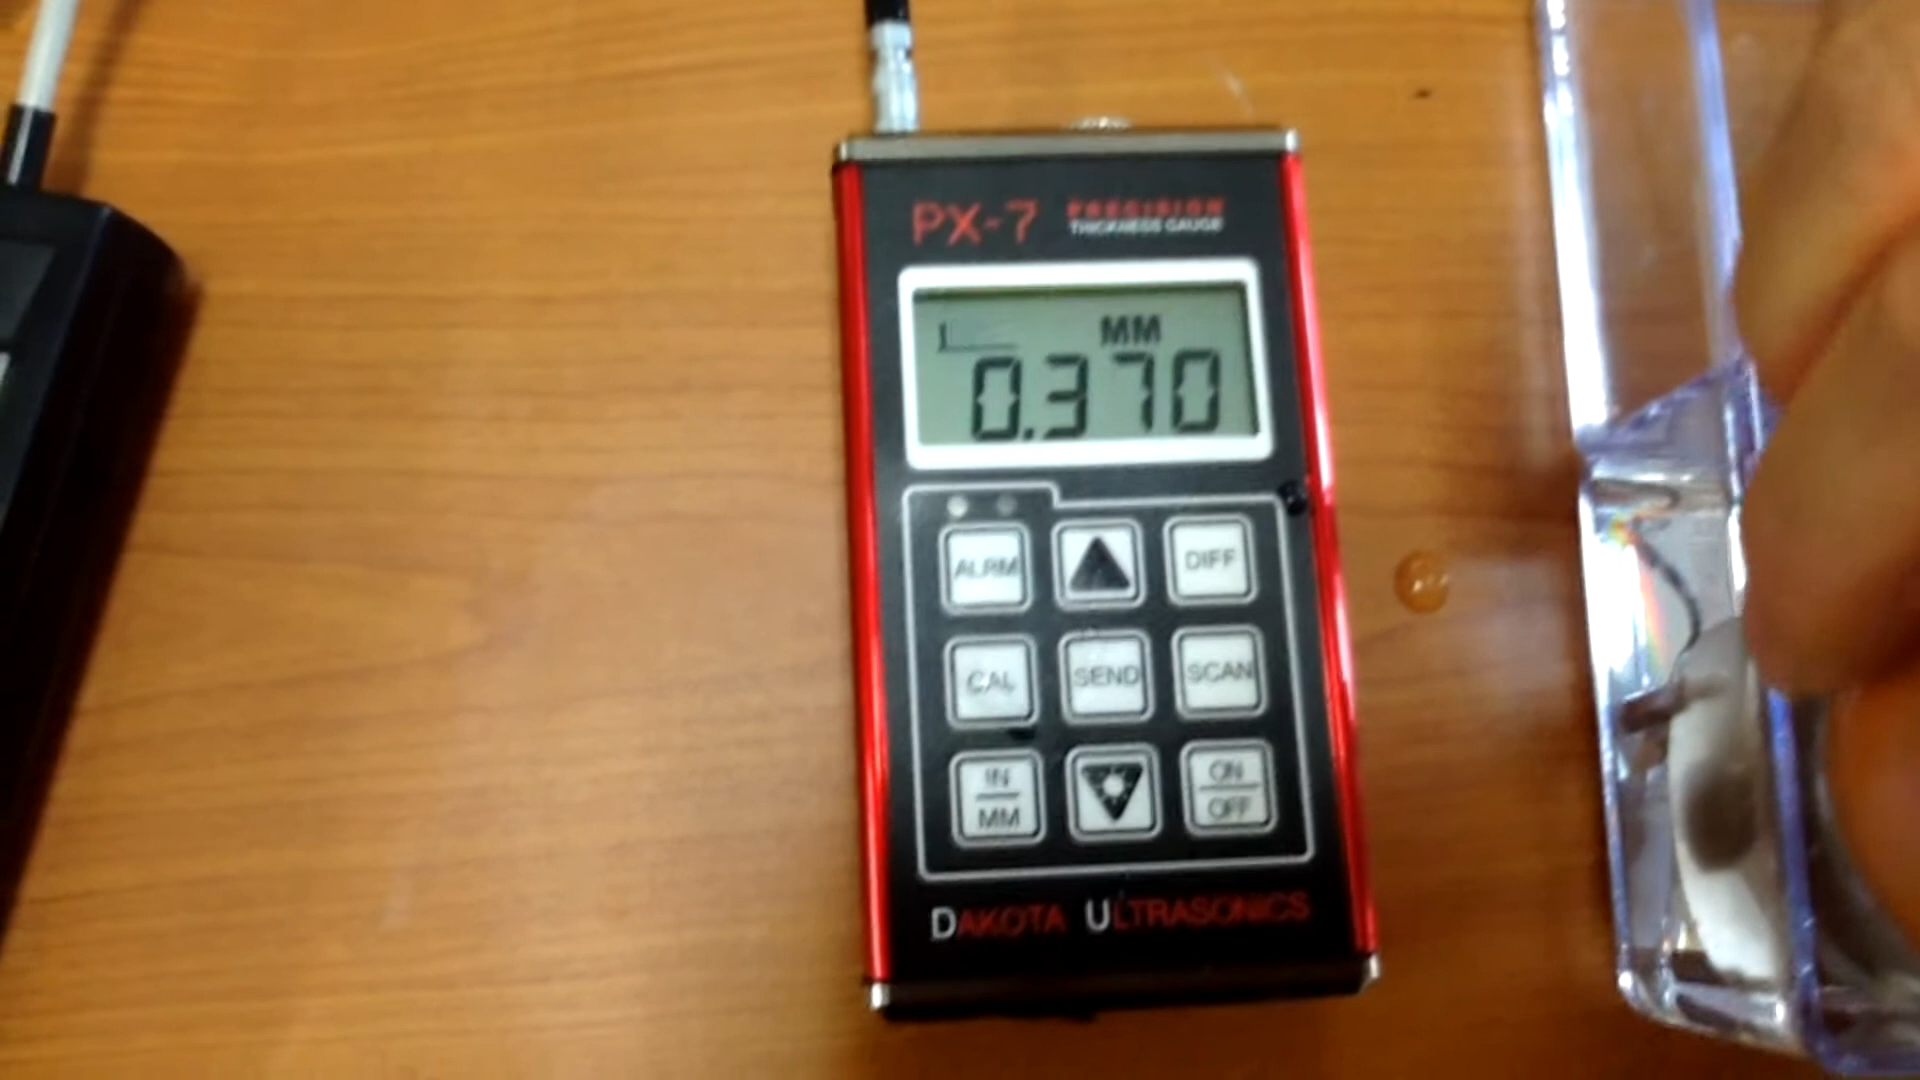 PX-7 PRECISION
THICKNESS GAUGE
MM
0.370
ALRM
DIFF
CAL
SEND
SCAN
IN
MM
ON
OFF
DAKOTA ULTRASONICS